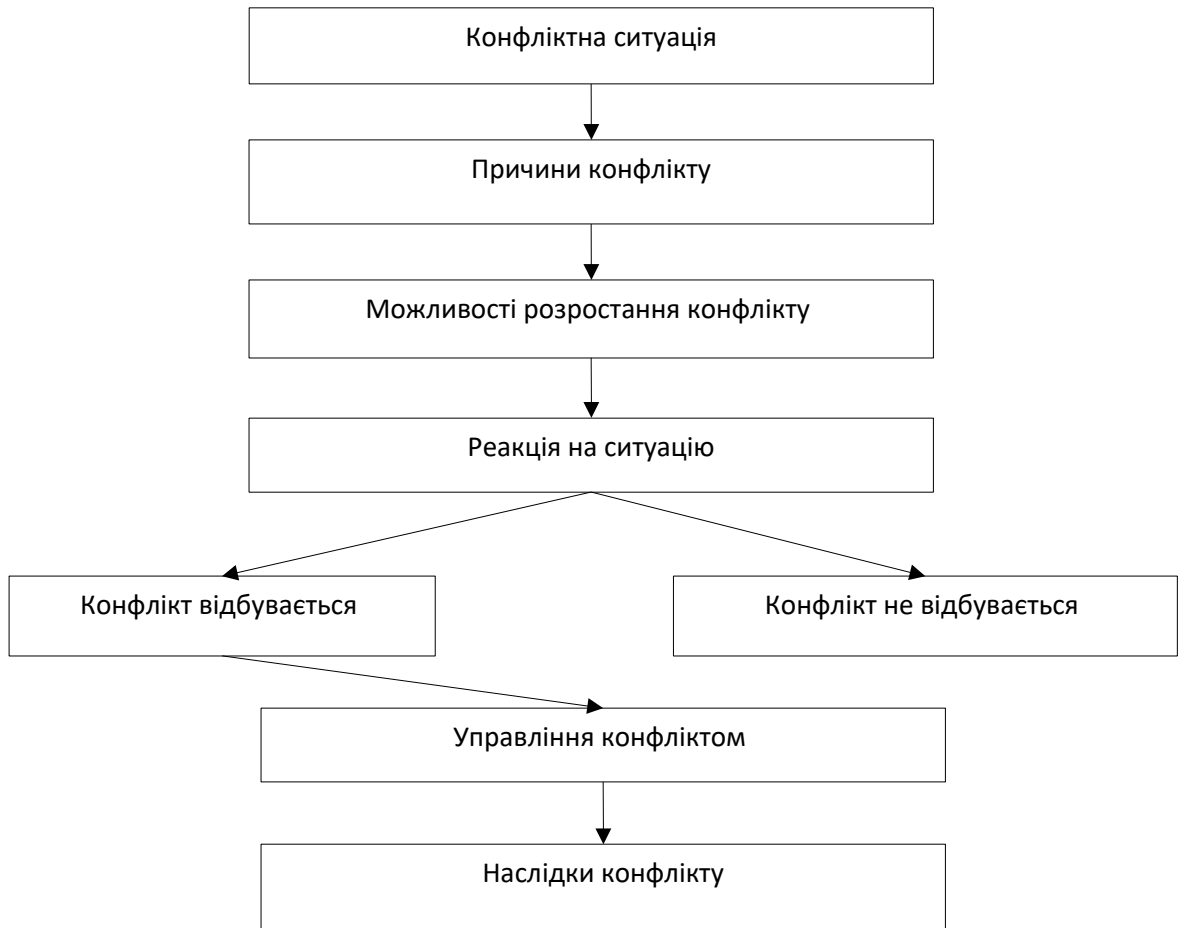 Конфліктна ситуація
Причини конфлікту
Можливості розростання конфлікту
Реакція на ситуацію
Конфлікт відбувається
Конфлікт не відбувається
Управління конфліктом
Наслідки конфлікту